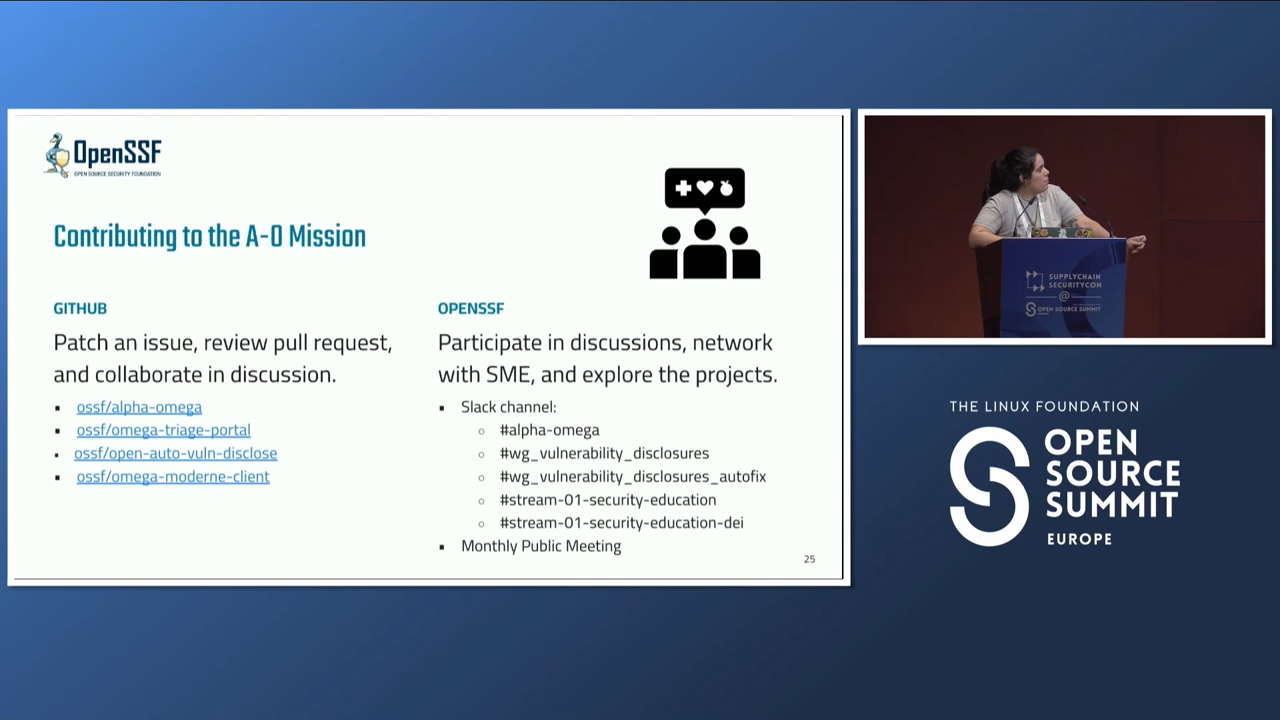 OpenSSF
OPEN SOURCE SECURITY FOUNDATION
Contributing to the A-O Mission
GITHUB
Patch an issue, review pull request,
and collaborate in discussion.
▪ ossf/alpha-omega
▪ ossf/omega-triage-portal
▪ ossf/open-auto-vuln-disclose
▪ ossf/omega-moderne-client
OPENSSF
Participate in discussions, network
with SME, and explore the projects.
▪ Slack channel:
○ #alpha-omega
○ #wg_vulnerability_disclosures
○ #wg_vulnerability_disclosures_autofix
○ #stream-01-security-education
○ #stream-01-security-education-dei
▪ Monthly Public Meeting
25
SUPPLYCHAIN
SECURITYCON
@
OPEN SOURCE SUMMIT
THE LINUX FOUNDATION
OPEN
SOURCE
SUMMIT
EUROPE